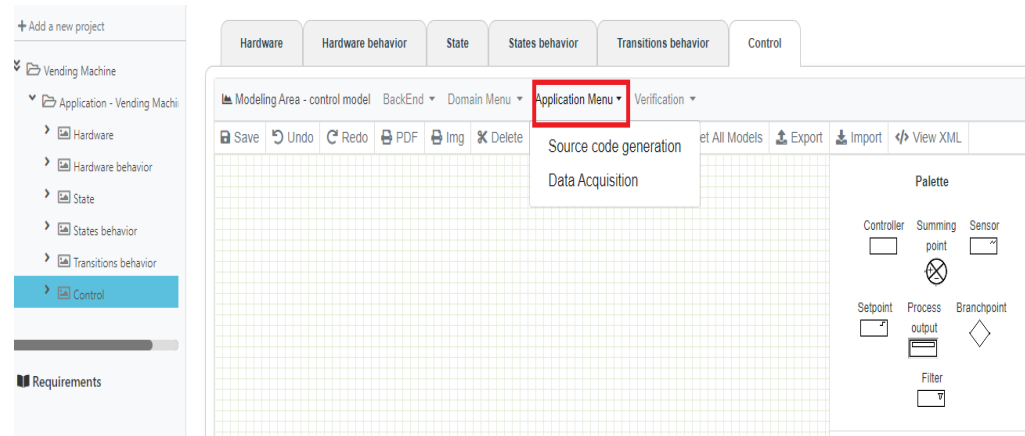 + Add a new project
Vending Machine
Application - Vending Machi
Hardware
Hardware behavior
State
States behavior
Transitions behavior
Control
Requirements
Hardware Hardware behavior State States behavior Transitions behavior Control
Modeling Area - control model BackEnd Domain Menu Application Menu Verification
Save Undo Redo PDF Img Delete et All Models Export Import View XML
Source code generation
Data Acquisition
Palette
Controller Summing point Sensor
Setpoint Process output Branchpoint
Filter